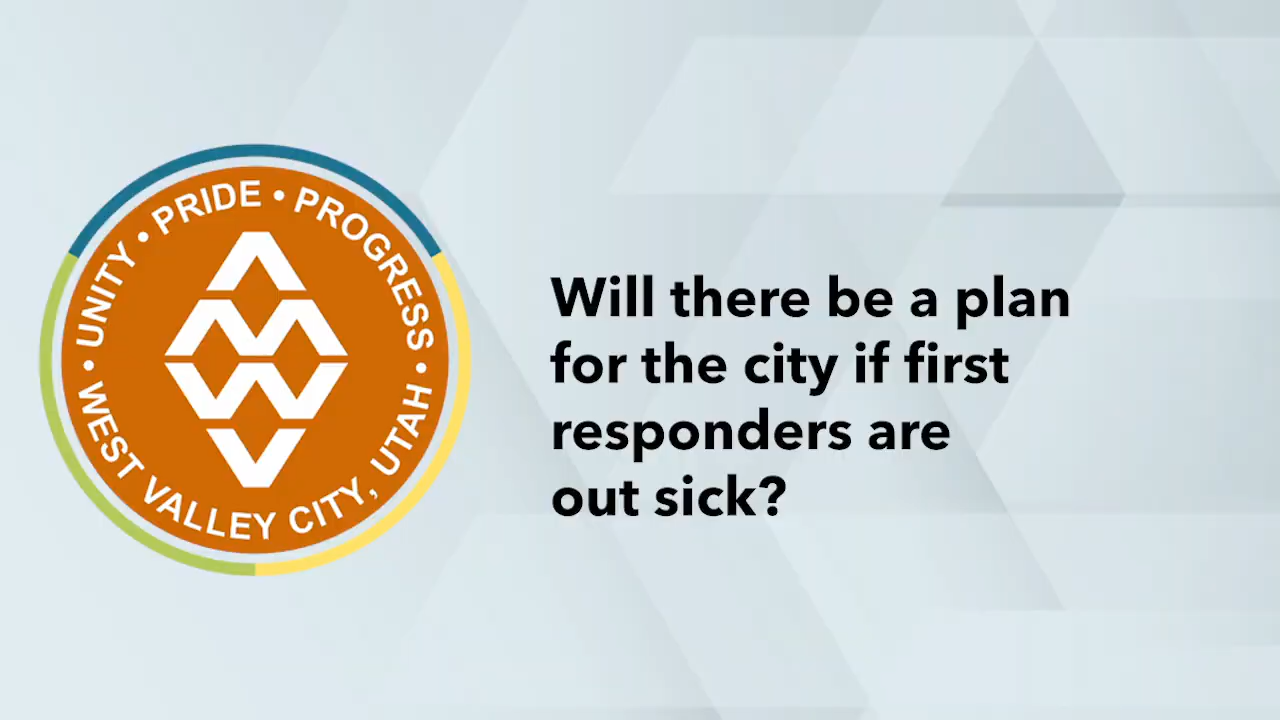 • UNITY • PRIDE • PROGRESS •
WEST VALLEY CITY, UTAH
Will there be a plan
for the city if first
responders are
out sick?